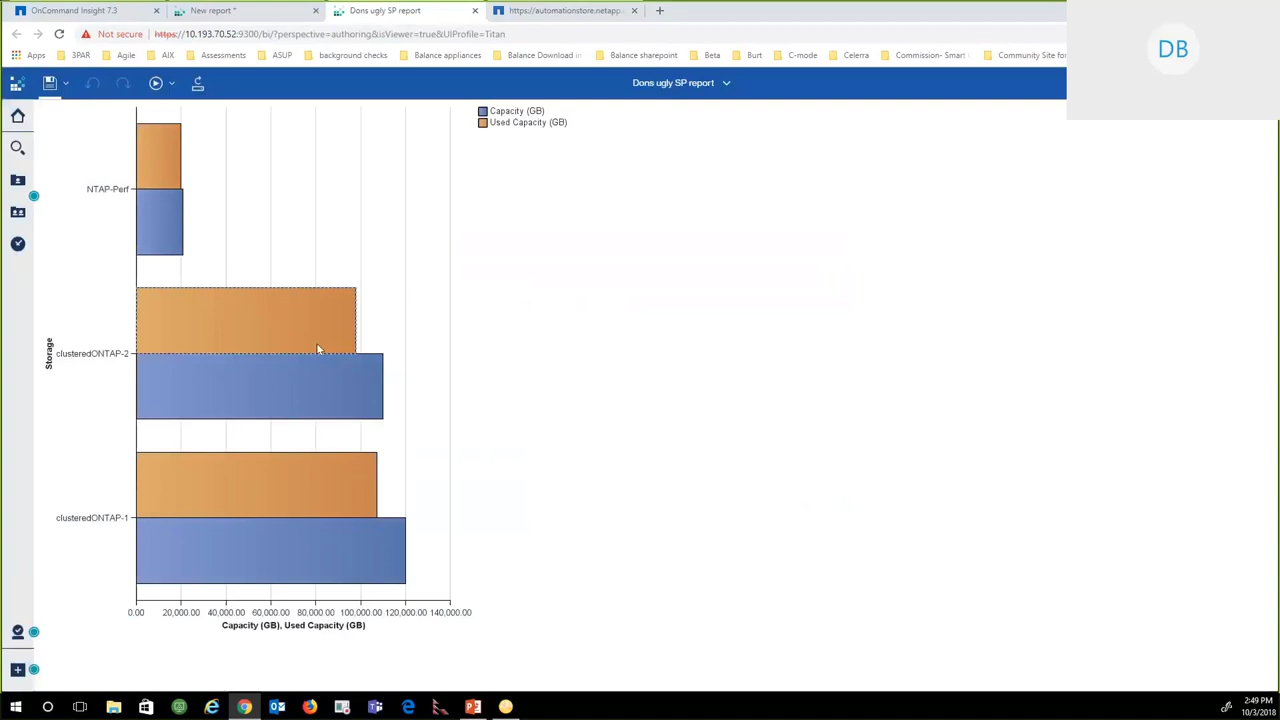 OnCommand Insight 7.3
New report *
Dons ugly SP report
https://automationstore.netapp.
Not secure
https://10.193.70.52:9300/bi/?perspective=authoring&isViewer=true&UIProfile=Titan
Apps
3PAR
Agile
AIX
Assessments
ASUP
background checks
Balance appliances
Balance Download in
Balance sharepoint
Beta
Burt
C-mode
Celerra
Commission- Smart
Community Site for
DB
Dons ugly SP report
Capacity (GB)
Used Capacity (GB)
NTAP-Perf
clusteredONTAP-2
clusteredONTAP-1
Storage
0.00 20,000.00 40,000.00 60,000.00 80,000.00 100,000.00 120,000.00 140,000.00
Capacity (GB), Used Capacity (GB)
2:49 PM
10/3/2018